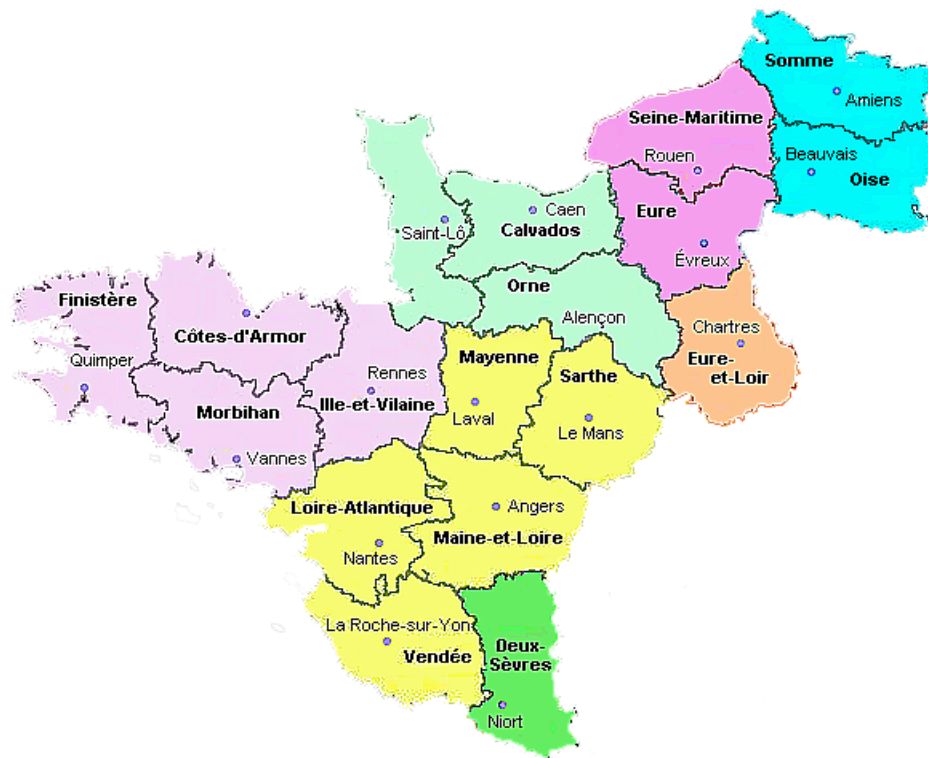 Somme
Amiens
Seine-Maritime
Rouen
Beauvais
Oise
Eure
Évreux
Caen
Calvados
Saint-Lô
Orne
Alençon
Finistère
Côtes-d'Armor
Quimper
Morbihan
Vannes
Rennes
Ille-et-Vilaine
Mayenne
Laval
Sarthe
Le Mans
Chartres
Eure-
et-Loir
Loire-Atlantique
Nantes
Angers
Maine-et-Loire
La Roche-sur-Yon
Vendée
Deux-
Sèvres
Niort